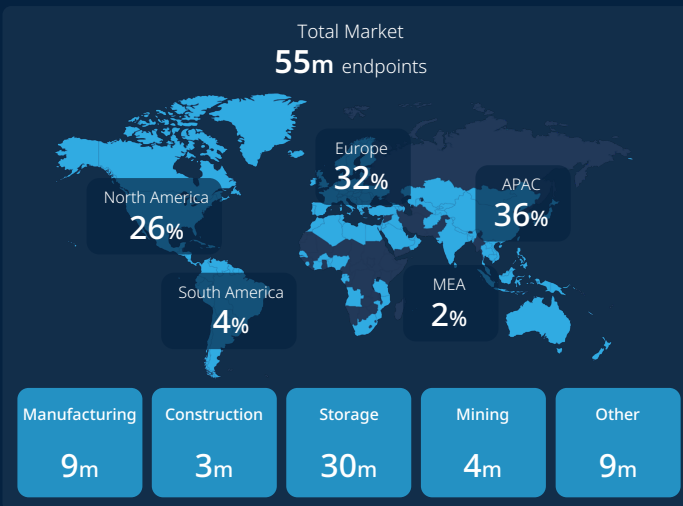 Total Market
55m endpoints
Europe
32%
APAC
36%
North America
26%
MEA
2%
South America
4%
Manufacturing
9m
Construction
3m
Storage
30m
Mining
4m
Other
9m